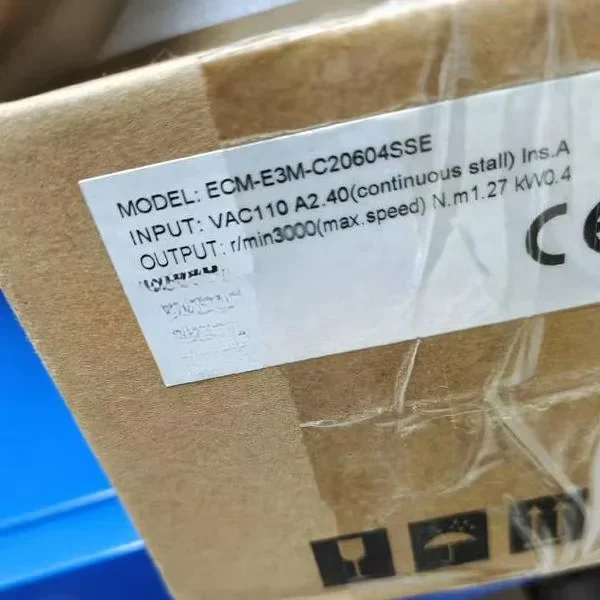 MODEL: ECM-E3M-C20604SSE
INPUT: VAC110 A2.40(continuous stall) Ins.A
OUTPUT: r/min3000(max.speed) N.m1.27 kW0.4
CE